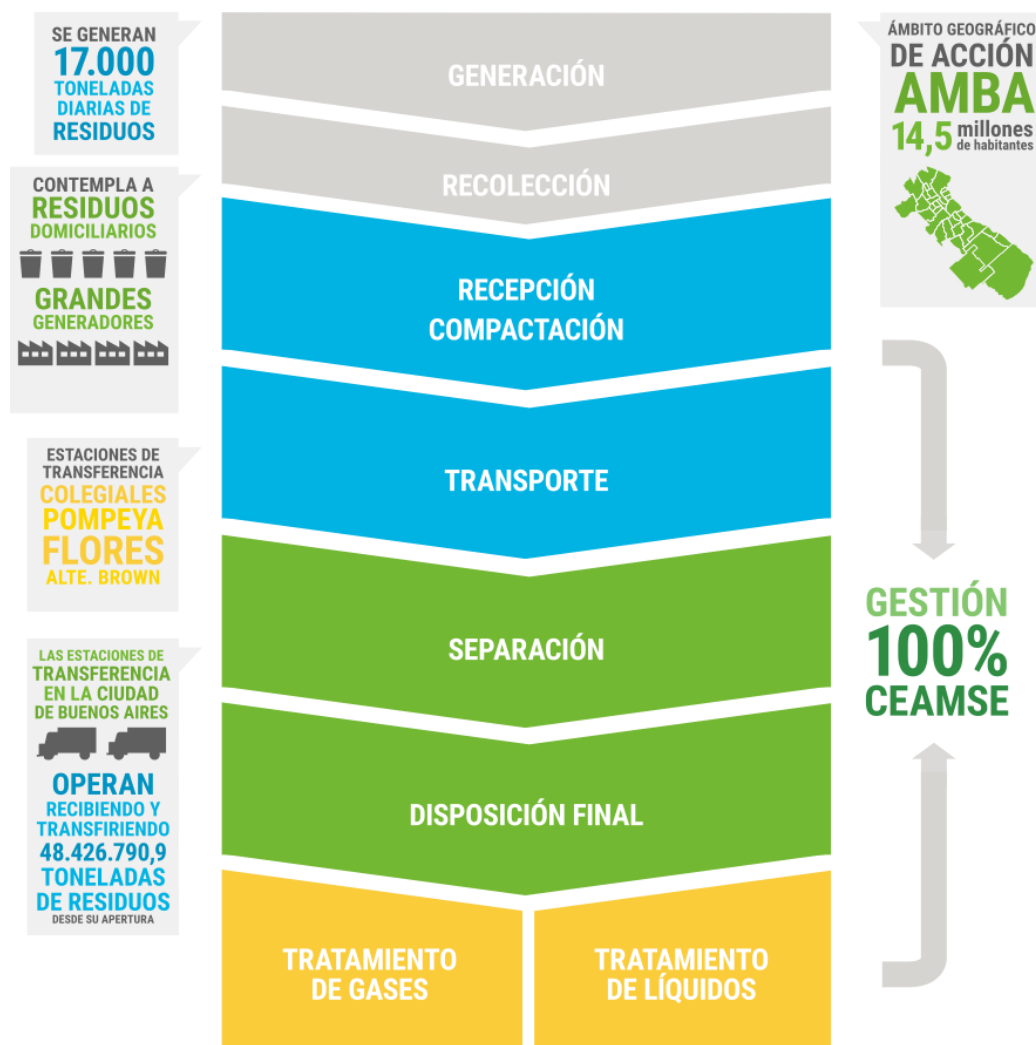 SE GENERAN
17.000
TONELADAS
DIARIAS DE
RESIDUOS
CONTEMPLA A
RESIDUOS
DOMICILIARIOS
GRANDES
GENERADORES
ESTACIONES DE
TRANSFERENCIA
COLEGIALES
POMPEYA
FLORES
ALTE. BROWN
LAS ESTACIONES DE
TRANSFERENCIA
EN LA CIUDAD
DE BUENOS AIRES
OPERAN
RECIBIENDO Y
TRANSFIRIENDO
48.426.790,9
TONELADAS
DE RESIDUOS
DESDE SU APERTURA
GENERACIÓN
RECOLECCIÓN
RECEPCIÓN
COMPACTACIÓN
TRANSPORTE
SEPARACIÓN
DISPOSICIÓN FINAL
TRATAMIENTO
DE GASES
TRATAMIENTO
DE LÍQUIDOS
ÁMBITO GEOGRÁFICO
DE ACCIÓN
AMBA
14,5 millones
de habitantes
GESTIÓN
100%
CEAMSE